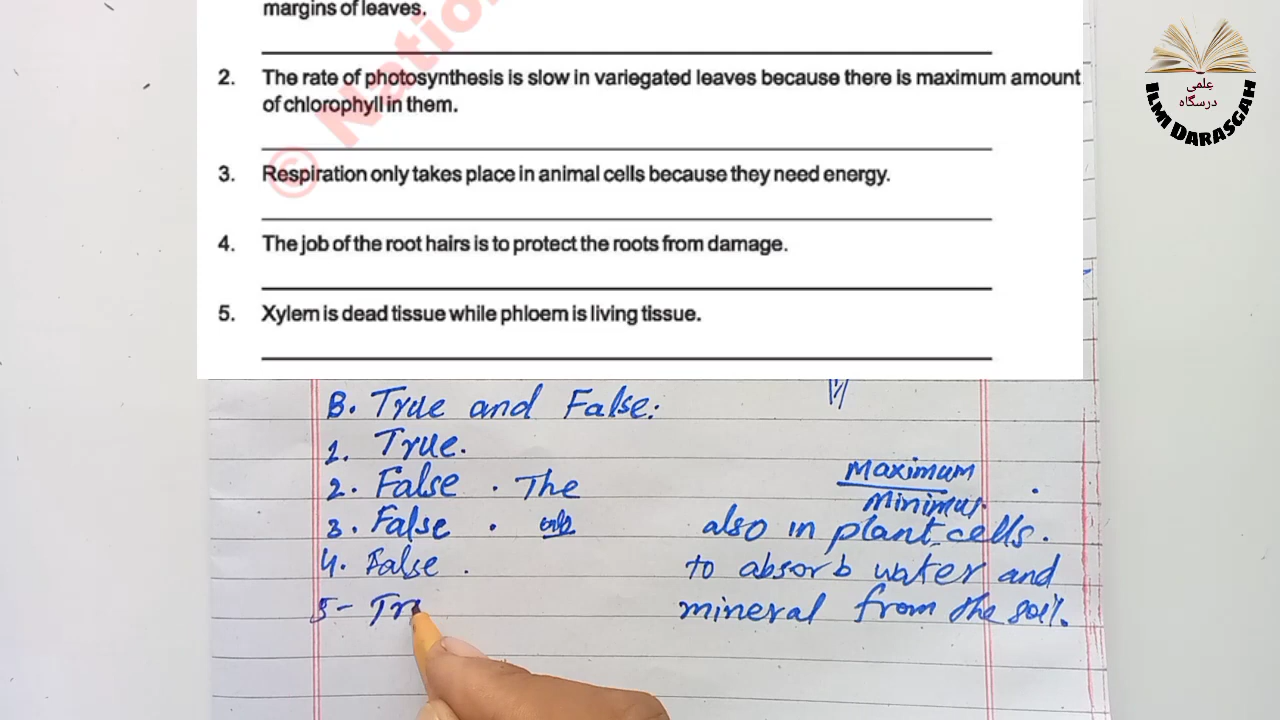 margins of leaves.
2. The rate of photosynthesis is slow in variegated leaves because there is maximum amount
of chlorophyll in them.
3. Respiration only takes place in animal cells because they need energy.
4. The job of the root hairs is to protect the roots from damage.
5. Xylem is dead tissue while phloem is living tissue.
© Nation
علمی
درسگاہ
ILMI DARASGAH
B. True and False:
1. True.
2. False . The Maximum
Minimum.
3. False . also in plant cells.
4. False . to absorb water and
5- Tru mineral from the soil.